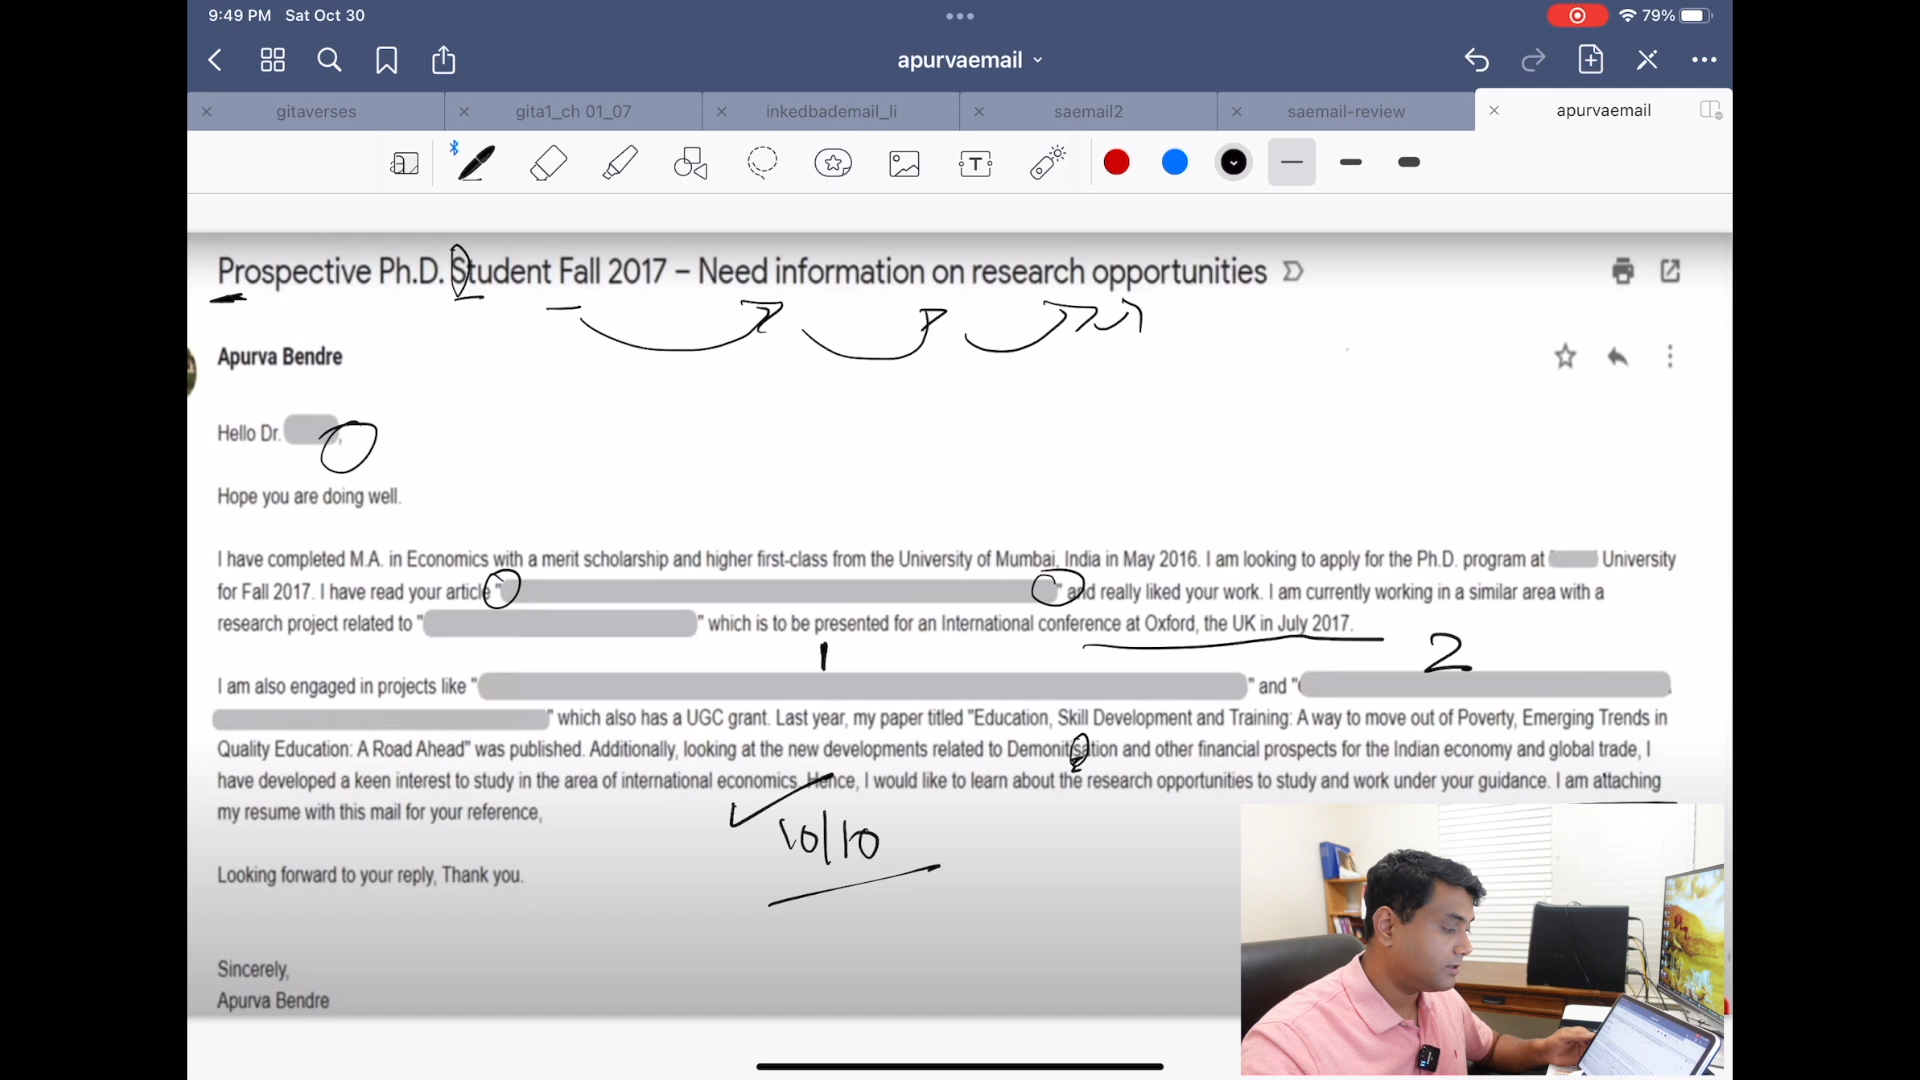 9:49 PM Sat Oct 30
79%
apurvaemail
gitaverses
gita1_ch 01_07
inkedbademail_li
saemail2
saemail-review
apurvaemail
Prospective Ph.D. Student Fall 2017 – Need information on research opportunities
Apurva Bendre
Hello Dr. ,
Hope you are doing well.
I have completed M.A. in Economics with a merit scholarship and higher first-class from the University of Mumbai, India in May 2016. I am looking to apply for the Ph.D. program at University
for Fall 2017. I have read your article " " and really liked your work. I am currently working in a similar area with a
research project related to " " which is to be presented for an International conference at Oxford, the UK in July 2017.
1
2
I am also engaged in projects like " " and "
" which also has a UGC grant. Last year, my paper titled "Education, Skill Development and Training: A way to move out of Poverty, Emerging Trends in
Quality Education: A Road Ahead" was published. Additionally, looking at the new developments related to Demonitisation and other financial prospects for the Indian economy and global trade, I
have developed a keen interest to study in the area of international economics. Hence, I would like to learn about the research opportunities to study and work under your guidance. I am attaching
my resume with this mail for your reference,
10/10
Looking forward to your reply, Thank you.
Sincerely,
Apurva Bendre